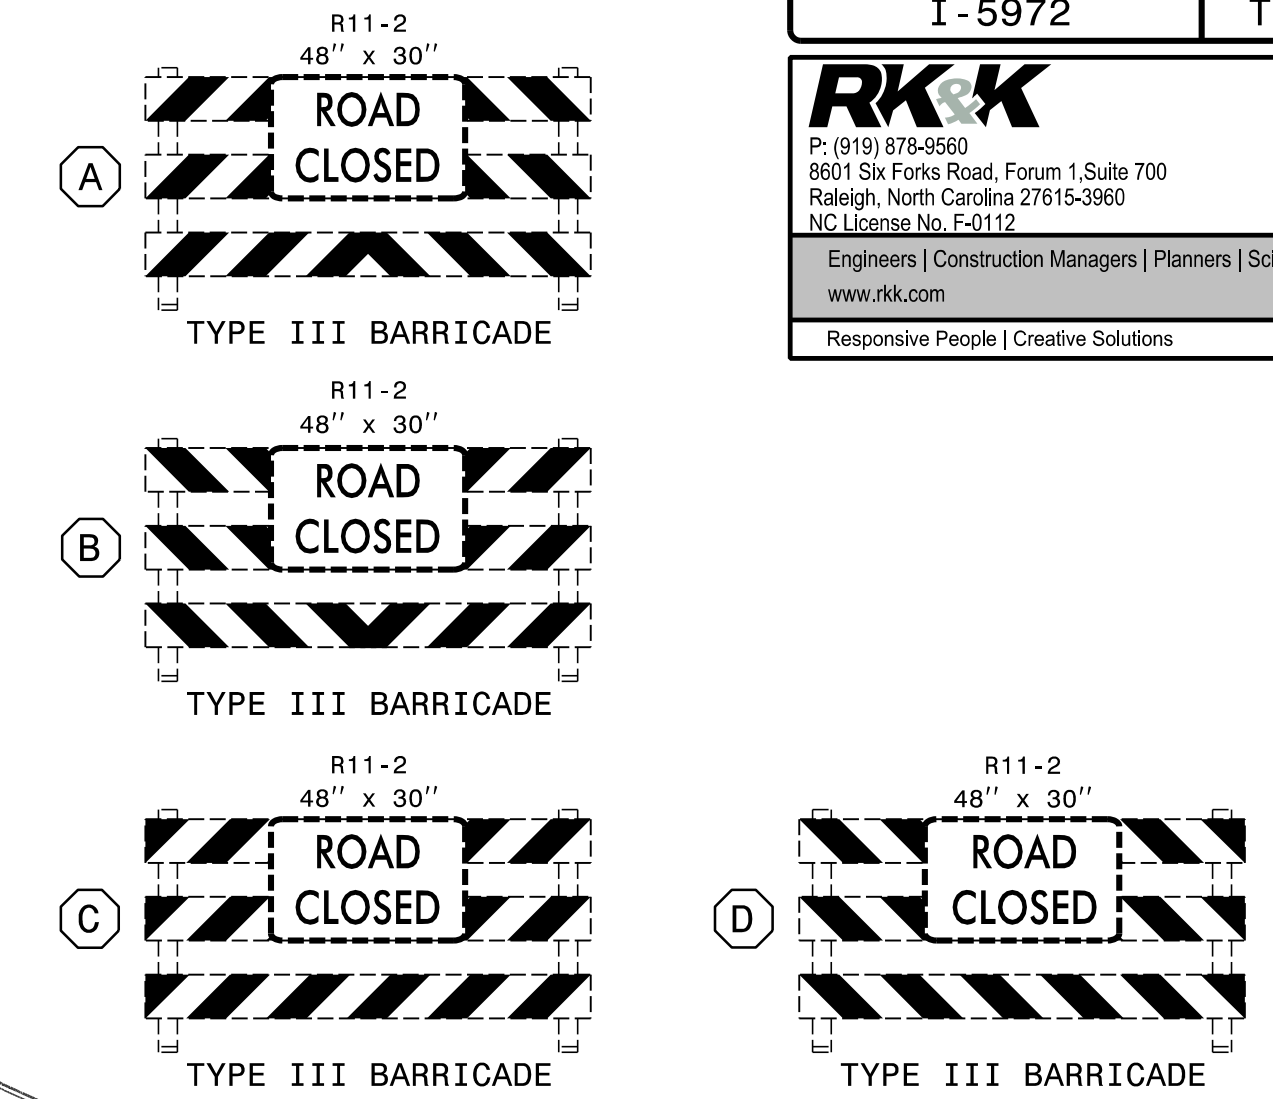 R11-2
48'' x 30''
ROAD
CLOSED
A
TYPE III BARRICADE
I-5972
RK&K
P: (919) 878-9560
8601 Six Forks Road, Forum 1,Suite 700
Raleigh, North Carolina 27615-3960
NC License No. F-0112
Engineers | Construction Managers | Planners | Sci
www.rkk.com
Responsive People | Creative Solutions
R11-2
48'' x 30''
ROAD
CLOSED
B
TYPE III BARRICADE
R11-2
48'' x 30''
ROAD
CLOSED
C
TYPE III BARRICADE
R11-2
48'' x 30''
ROAD
CLOSED
D
TYPE III BARRICADE